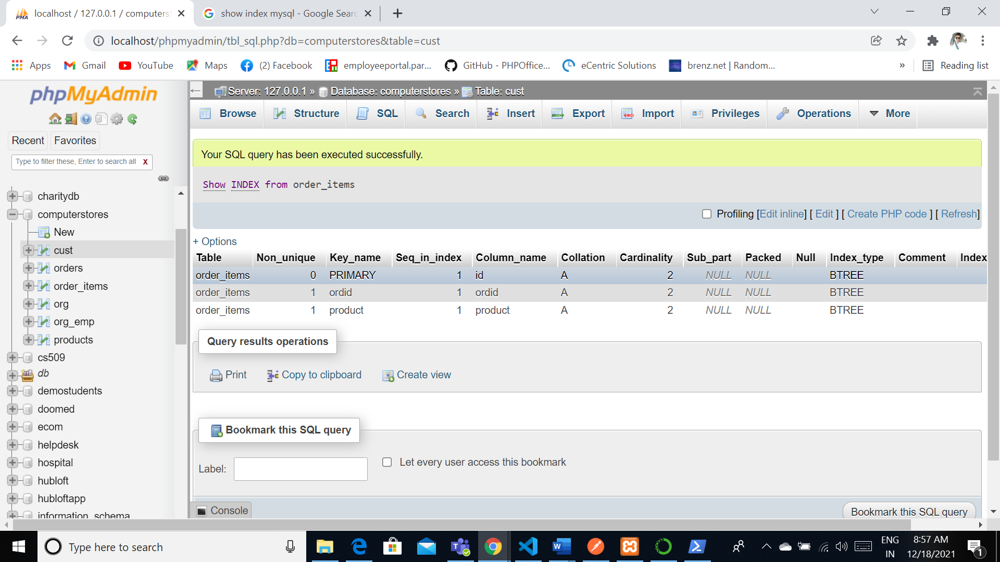 localhost / 127.0.0.1 / computers
show index mysql - Google Sear
localhost/phpmyadmin/tbl_sql.php?db=computerstores&table=cust
Apps
Gmail
YouTube
Maps
(2) Facebook
employeeportal.par...
GitHub - PHPOffice...
eCentric Solutions
brenz.net | Random...
»
Reading list
phpMyAdmin
Recent
Favorites
Type to filter these, Enter to search all
X
charitydb
computerstores
New
cust
orders
order_items
org
org_emp
products
cs509
db
demostudents
doomed
ecom
helpdesk
hospital
hubloft
hubloftapp
information_schema
Server: 127.0.0.1 » Database: computerstores » Table: cust
Browse
Structure
SQL
Search
Insert
Export
Import
Privileges
Operations
More
Your SQL query has been executed successfully.
Show INDEX from order_items
Profiling [Edit inline] [ Edit ] [ Create PHP code ] [ Refresh]
+ Options
Table Non_unique Key_name Seq_in_index Column_name Collation Cardinality Sub_part Packed Null Index_type Comment Index
order_items 0 PRIMARY 1 id A 2 NULL NULL BTREE
order_items 1 ordid 1 ordid A 2 NULL NULL BTREE
order_items 1 product 1 product A 2 NULL NULL BTREE
Query results operations
Print
Copy to clipboard
Create view
Bookmark this SQL query
Label:
Let every user access this bookmark
Console
Bookmark this SQL query
Type here to search
ENG
IN
8:57 AM
12/18/2021
1